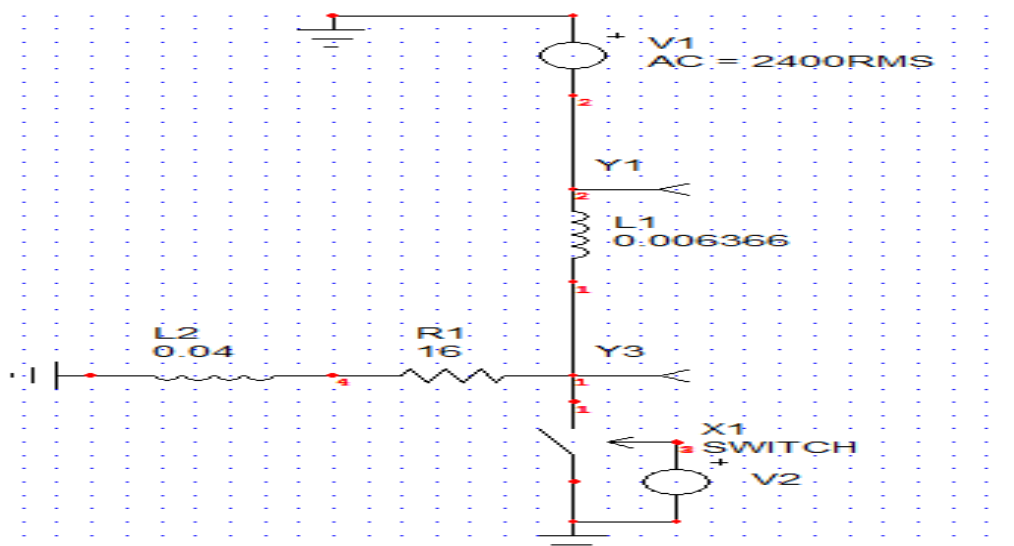 +
V1
AC = 2400RMS
2
Y1
2
L1
0.006366
1
L2
0.04
R1
16
Y3
4
1
1
X1
SWITCH
3
+
V2